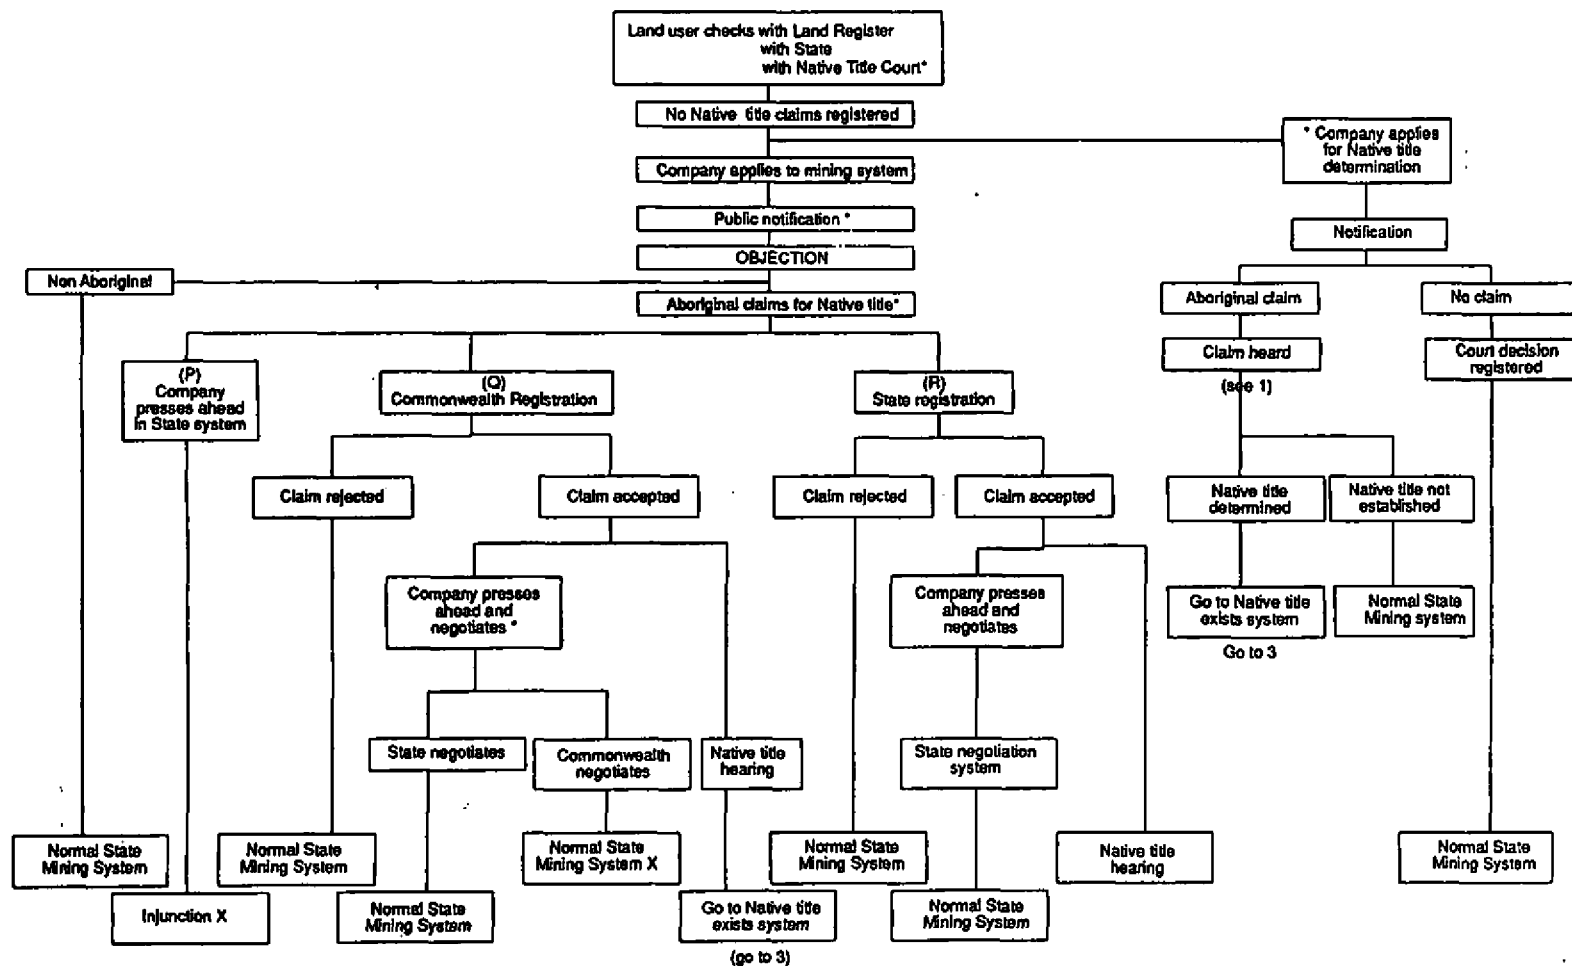 Land user checks with Land Register
with State
with Native Title Court*
No Native title claims registered
* Company applies
for Native title
determination
Company applies to mining system
Public notification *
Notification
OBJECTION
Non Aboriginal
Aboriginal claims for Native title*
Aboriginal claim
No claim
(P)
Company
presses ahead
in State system
(Q)
Commonwealth Registration
(R)
State registration
Claim heard
(see 1)
Court decision
registered
Claim rejected
Claim accepted
Claim rejected
Claim accepted
Native title
determined
Native title not
established
Company presses
ahead and
negotiates *
Company presses
ahead and
negotiates
Go to Native title
exists system
Go to 3
Normal State
Mining system
State negotiates
Commonwealth
negotiates
Native title
hearing
State negotiation
system
Normal State
Mining System
Normal State
Mining System
Normal State
Mining System X
Normal State
Mining System
Native title
hearing
Normal State
Mining System
Injunction X
Normal State
Mining System
Go to Native title
exists system
(go to 3)
Normal State
Mining System